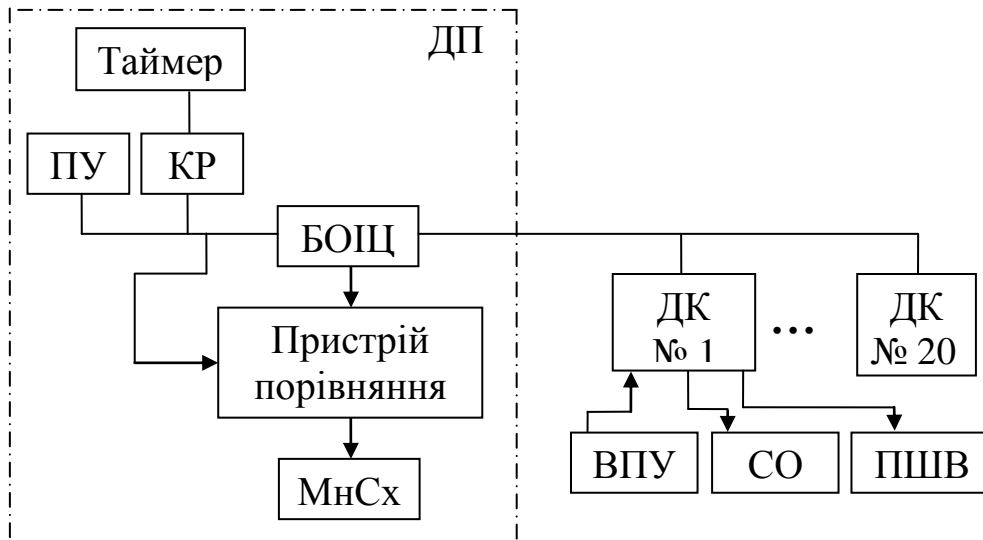 ДП
Таймер
ПУ
КР
БОІЦ
ДК
№ 1
...
ДК
№ 20
Пристрій
порівняння
ВПУ
СО
ПШВ
МнСх